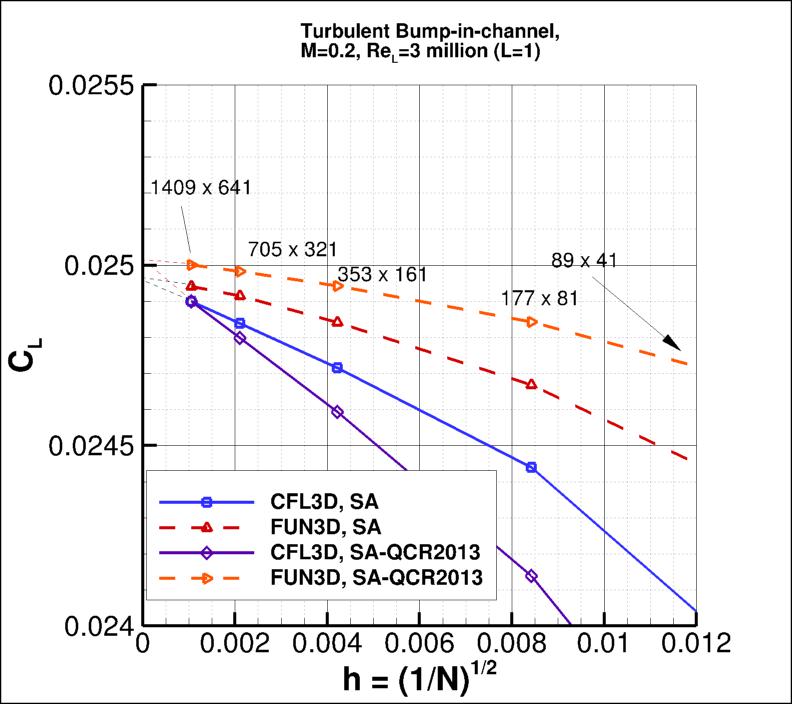 Turbulent Bump-in-channel,
M=0.2, Re_L=3 million (L=1)
0.0255
1409 x 641
705 x 321
0.025
89 x 41
353 x 161
177 x 81
C_L
0.0245
CFL3D, SA
FUN3D, SA
CFL3D, SA-QCR2013
FUN3D, SA-QCR2013
0.024
0 0.002 0.004 0.006 0.008 0.01 0.012
h = (1/N)^1/2